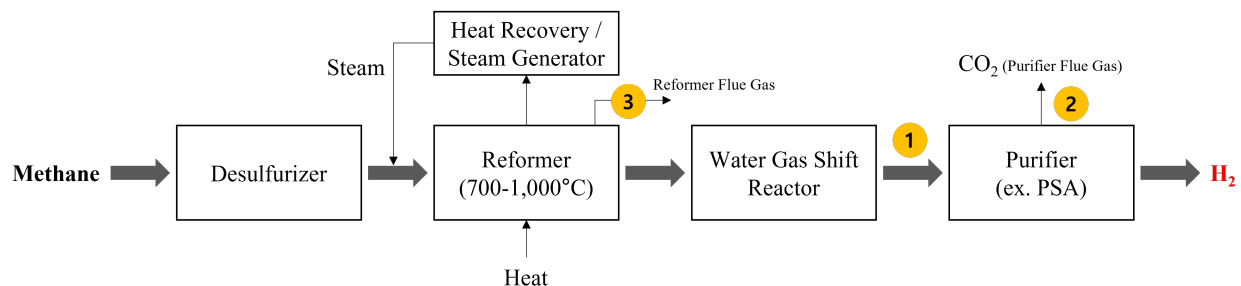 Heat Recovery /
Steam Generator
Steam
CO₂ (Purifier Flue Gas)
3
Reformer Flue Gas
2
1
Methane
Desulfurizer
Reformer
(700-1,000°C)
Water Gas Shift
Reactor
Purifier
(ex. PSA)
H₂
Heat